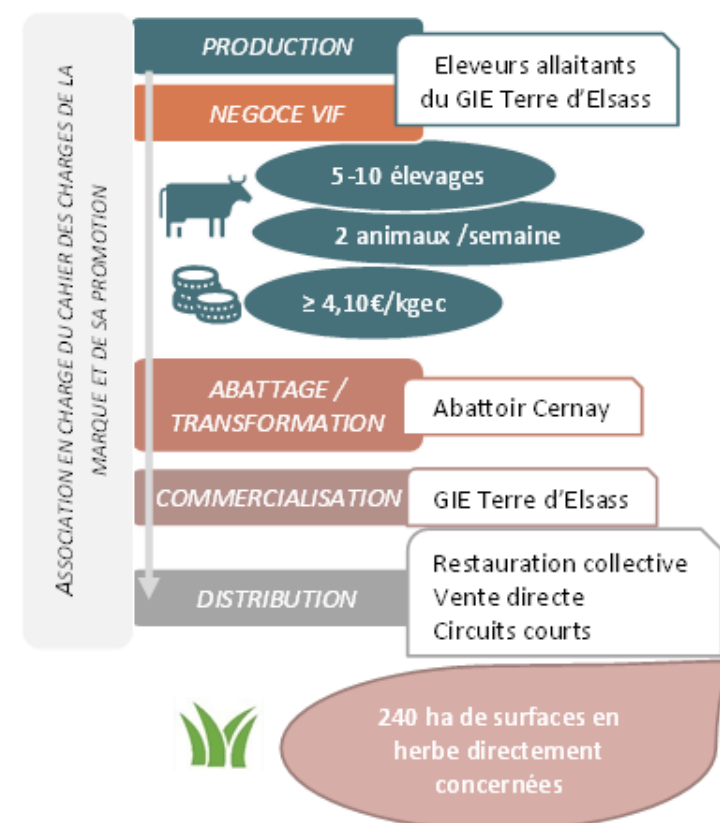 ASSOCIATION EN CHARGE DU CAHIER DES CHARGES DE LA
MARQUE ET DE SA PROMOTION
PRODUCTION
Eleveurs allaitants
du GIE Terre d'Elsass
NEGOCE VIF
5-10 élevages
2 animaux /semaine
≥ 4,10€/kgec
ABATTAGE /
TRANSFORMATION
Abattoir Cernay
COMMERCIALISATION
GIE Terre d'Elsass
DISTRIBUTION
Restauration collective
Vente directe
Circuits courts
240 ha de surfaces en
herbe directement
concernées